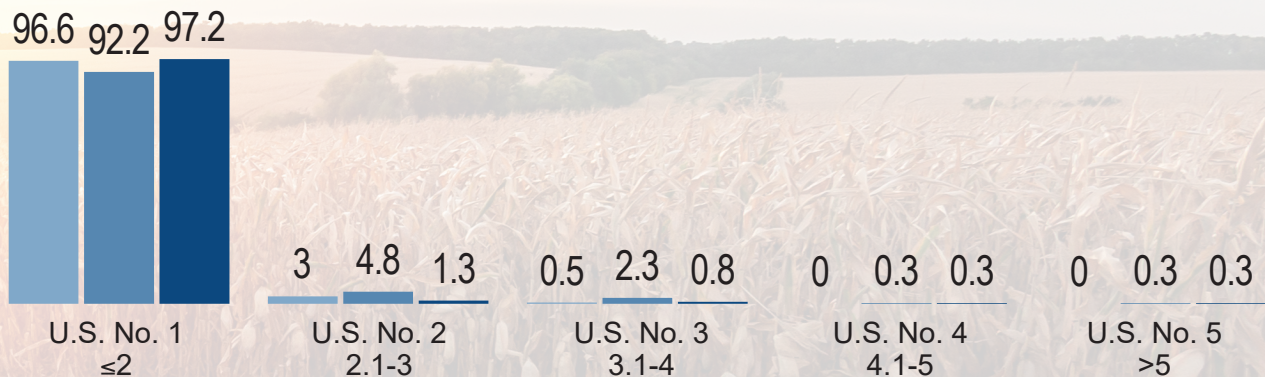 96.6 92.2 97.2
3 4.8 1.3 0.5 2.3 0.8 0 0.3 0.3 0 0.3 0.3
U.S. No. 1 U.S. No. 2 U.S. No. 3 U.S. No. 4 U.S. No. 5
≤2 2.1-3 3.1-4 4.1-5 >5